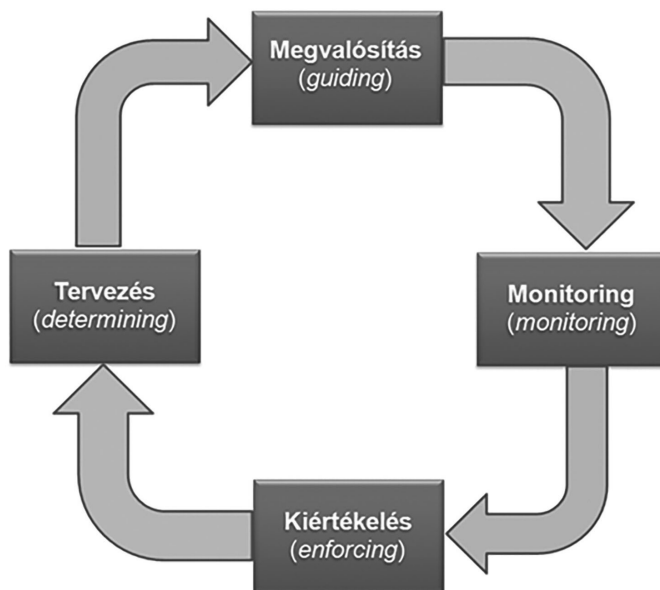 Megvalósítás
(guiding)
Tervezés
(determining)
Monitoring
(monitoring)
Kiértékelés
(enforcing)